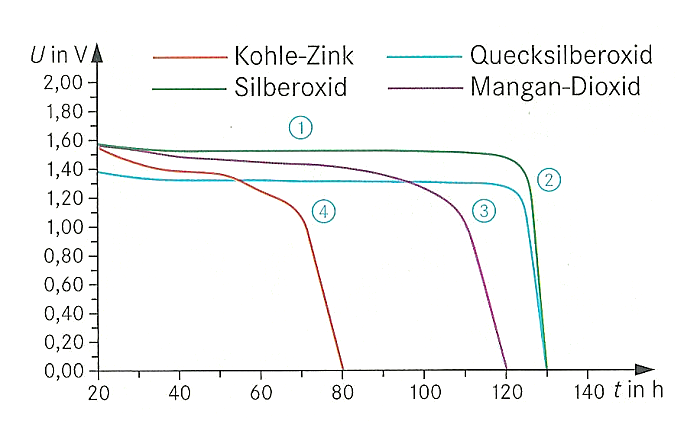 U in V
Kohle-Zink
Quecksilberoxid
Silberoxid
Mangan-Dioxid
2,00
1,80
1,60
1,40
1,20
1,00
0,80
0,60
0,40
0,20
0,00
1
2
3
4
20 40 60 80 100 120 140 t in h